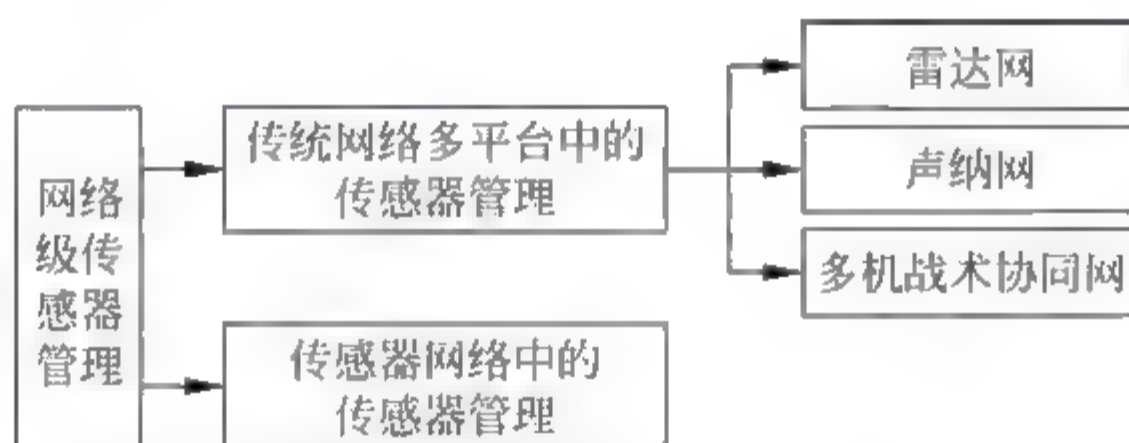 网络
级传
感器
管理
传统网络多平台中的
传感器管理
传感器网络中的
传感器管理
雷达网
声纳网
多机战术协同网